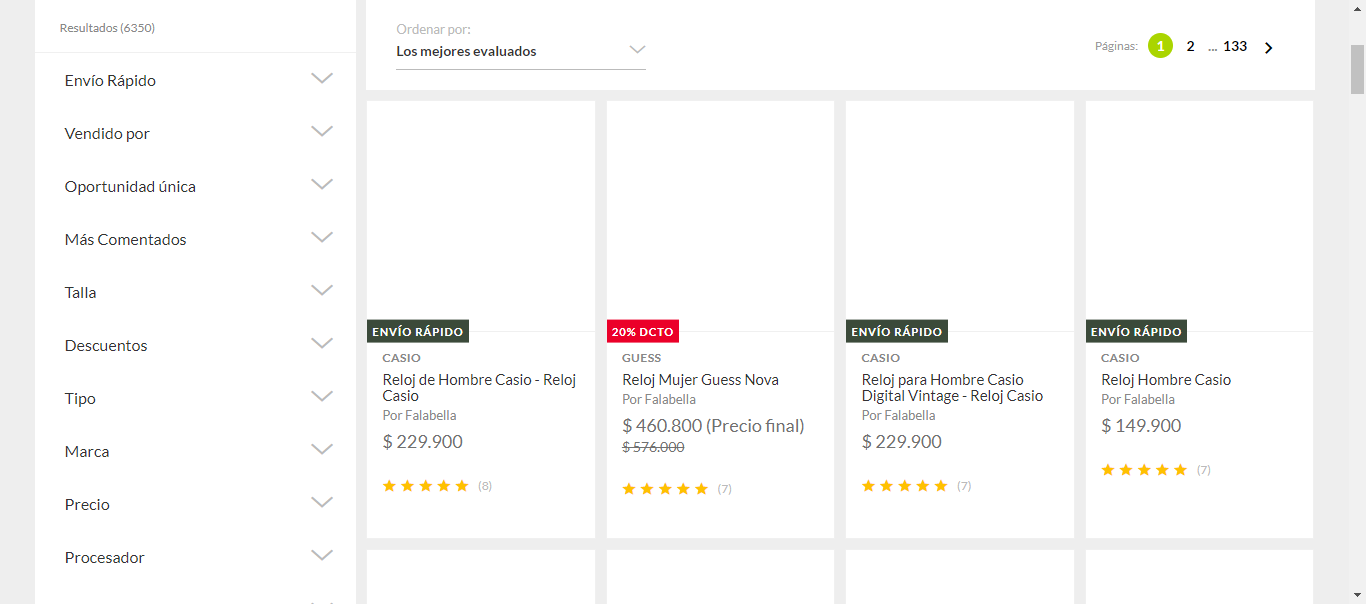 Resultados (6350)
Envío Rápido
Vendido por
Oportunidad única
Más Comentados
Talla
Descuentos
Tipo
Marca
Precio
Procesador
Ordenar por:
Los mejores evaluados
Páginas: 1 2 ... 133
ENVÍO RÁPIDO
CASIO
Reloj de Hombre Casio - Reloj
Casio
Por Falabella
$ 229.900
(8)
20% DCTO
GUESS
Reloj Mujer Guess Nova
Por Falabella
$ 460.800 (Precio final)
$ 576.000
(7)
ENVÍO RÁPIDO
CASIO
Reloj para Hombre Casio
Digital Vintage - Reloj Casio
Por Falabella
$ 229.900
(7)
ENVÍO RÁPIDO
CASIO
Reloj Hombre Casio
Por Falabella
$ 149.900
(7)